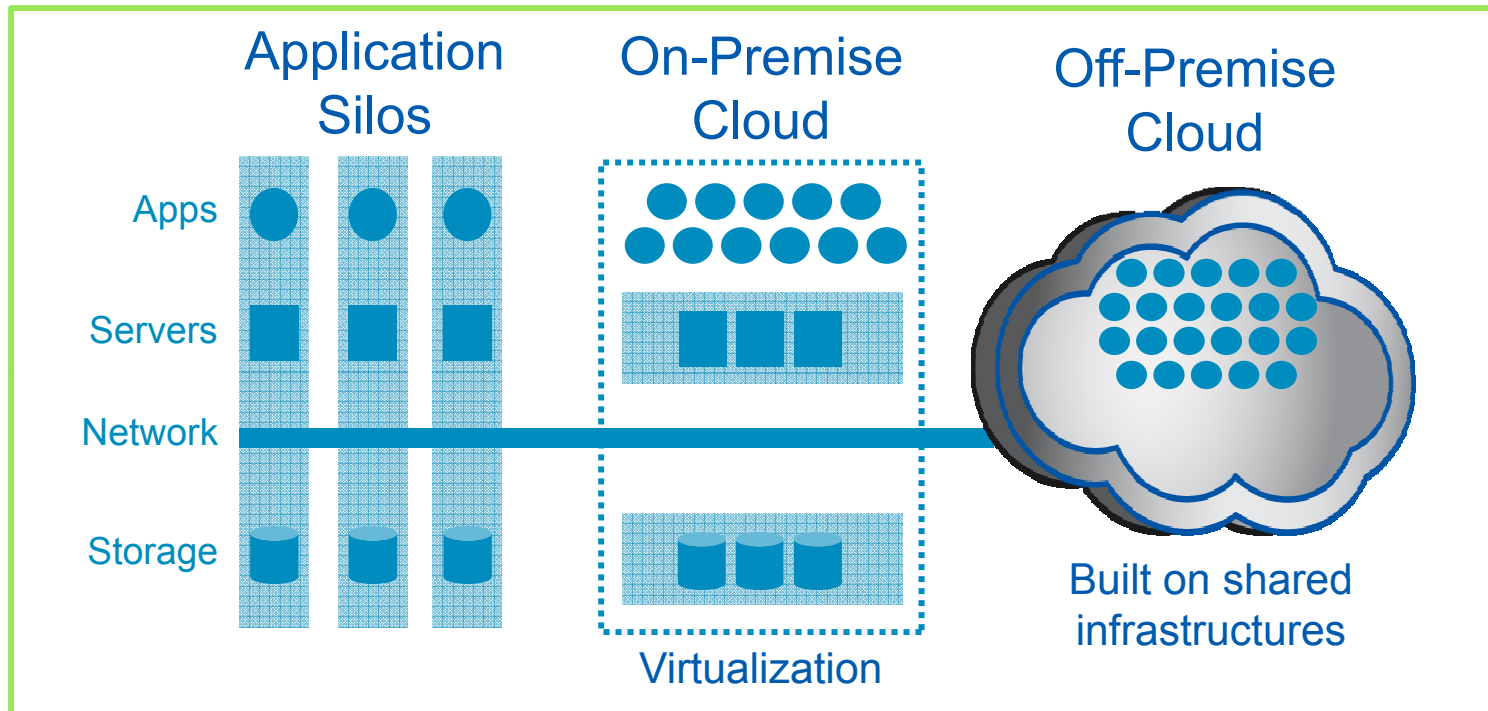 Application
Silos
On-Premise
Cloud
Off-Premise
Cloud
Apps
Servers
Network
Storage
Virtualization
Built on shared
infrastructures